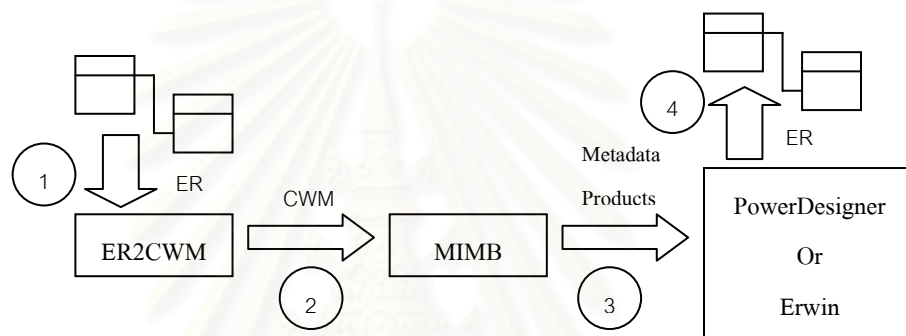 4
ER
1
ER
Metadata
Products
CWM
PowerDesigner
Or
Erwin
ER2CWM
MIMB
2
3